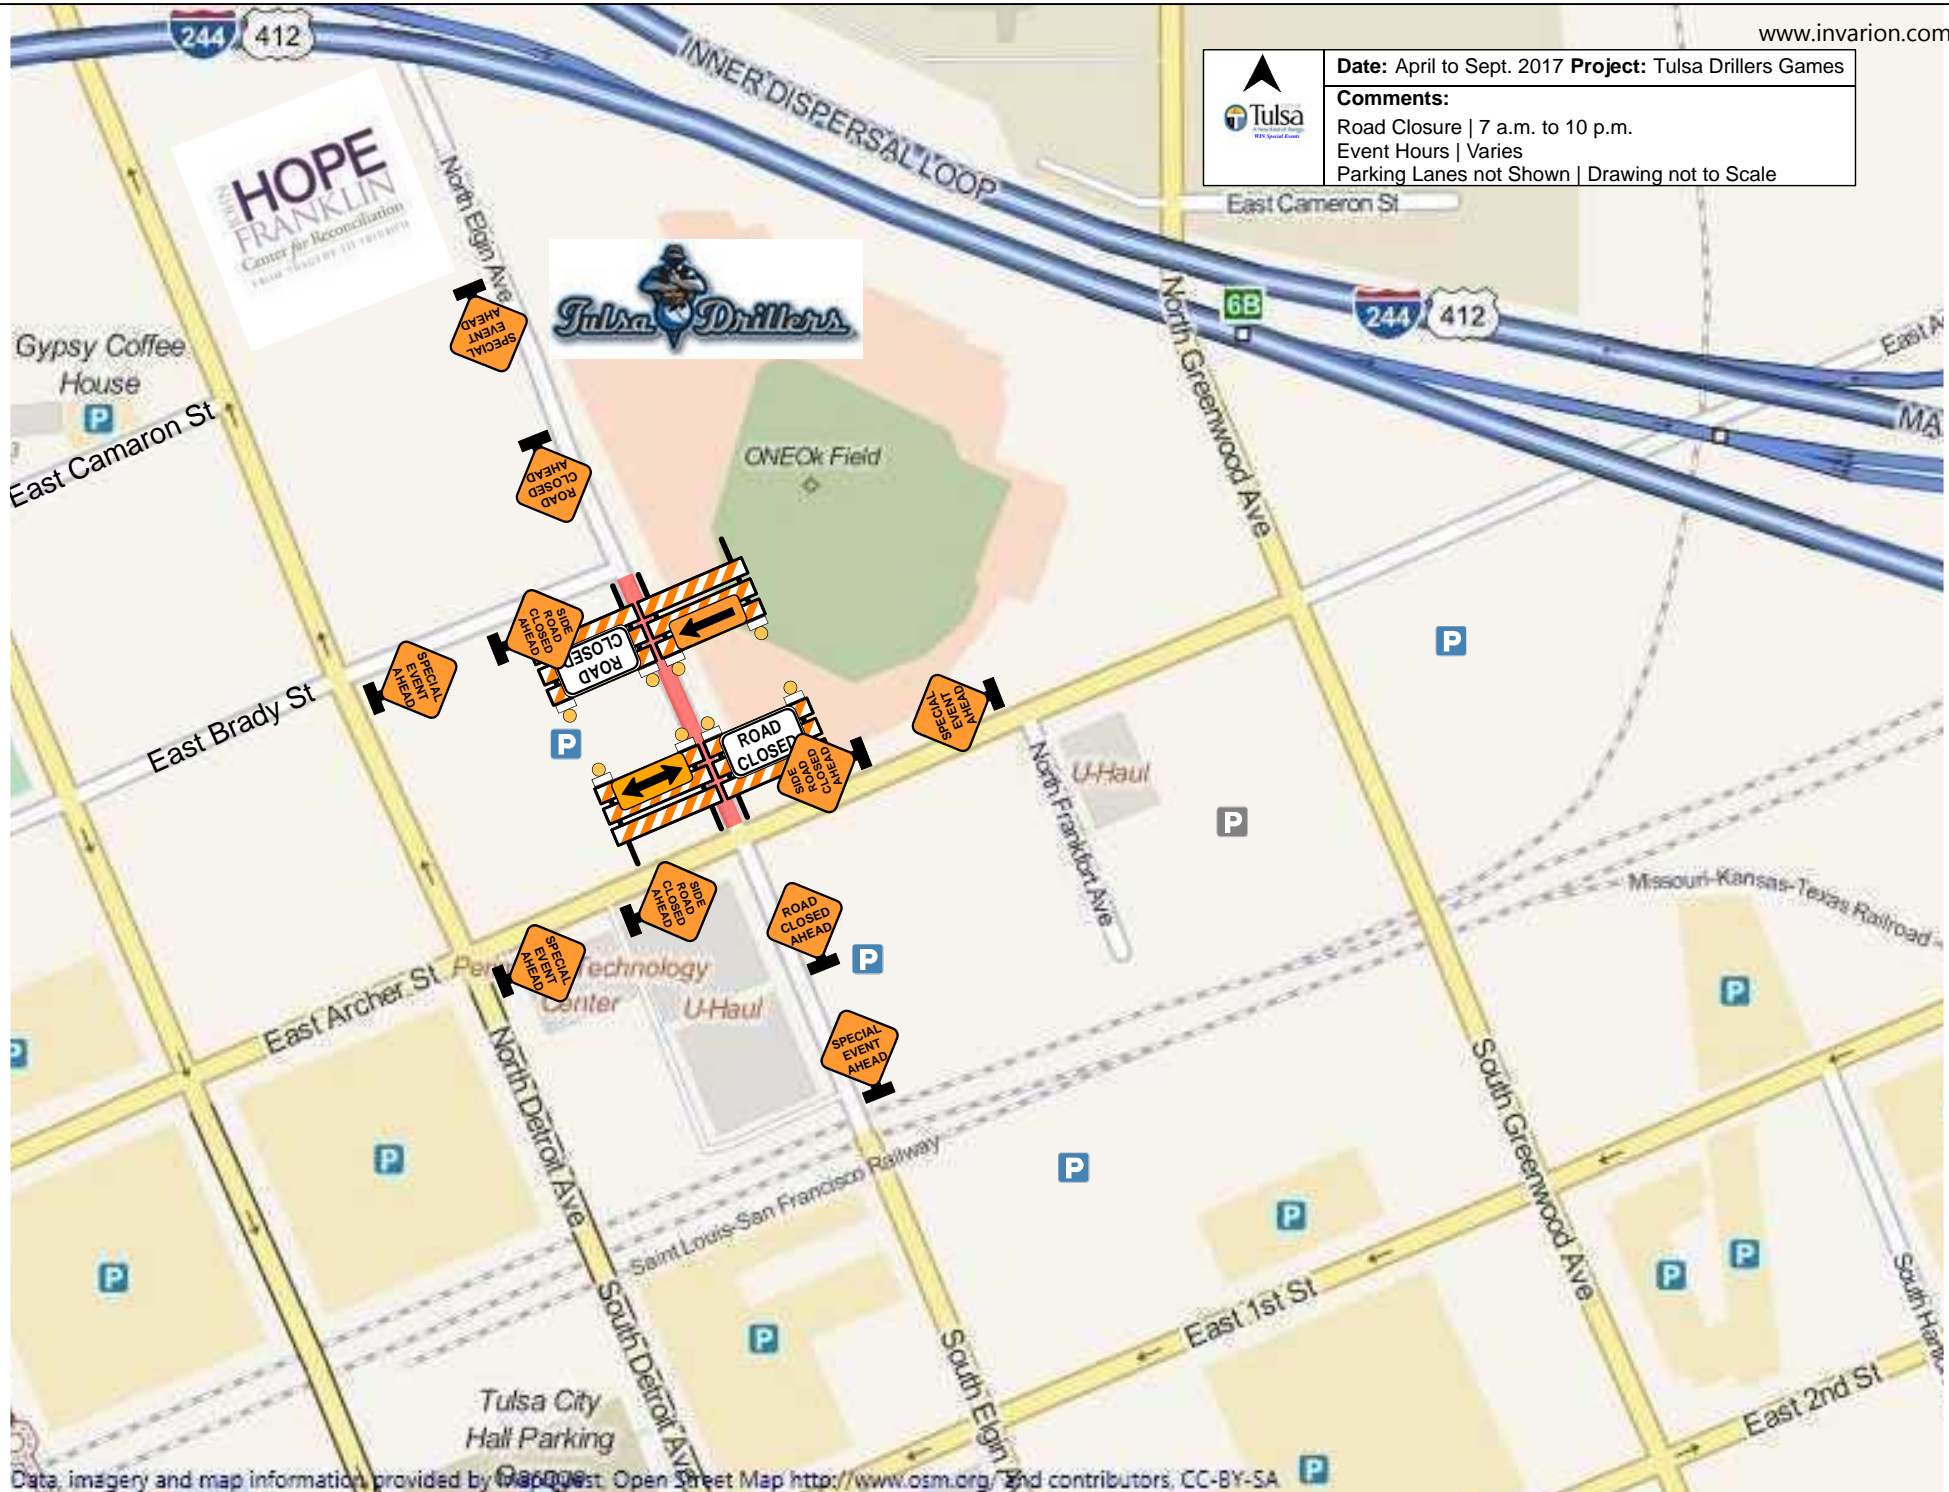 www.invarion.com
Date: April to Sept. 2017 Project: Tulsa Drillers Games
Comments:
Road Closure | 7 a.m. to 10 p.m.
Event Hours | Varies
Parking Lanes not Shown | Drawing not to Scale
Tulsa
244
412
INNER DISPERSAL LOOP
JOHN
HOPE
FRANKLIN
Center for Reconciliation
FROM TRAGEDY TO TRIUMPH
North Elgin Ave
East Cameron St
Tulsa Drillers
SPECIAL
EVENT
AHEAD
6B
244
412
North Greenwood Ave
Gypsy Coffee
House
P
East Camaron St
MA
ONEOk Field
ROAD
CLOSED
AHEAD
SIDE
ROAD
CLOSED
AHEAD
ROAD
CLOSED
SPECIAL
EVENT
AHEAD
East Brady St
P
P
ROAD
CLOSED
SIDE
ROAD
CLOSED
AHEAD
SPECIAL
EVENT
AHEAD
North Frankfort Ave
U-Haul
P
SIDE
ROAD
CLOSED
AHEAD
ROAD
CLOSED
AHEAD
P
Missouri-Kansas-Texas Railroad
SPECIAL
EVENT
AHEAD
Technology
Center
U-Haul
East Archer St
P
P
North Detroit Ave
SPECIAL
EVENT
AHEAD
South Greenwood Ave
P
P
Saint Louis-San Francisco Railway
P
P
P
P
P
South Detroit Ave
South Elgin
East 1st St
East 2nd St
P
Tulsa City
Hall Parking
P
Data, imagery and map information provided by MapQuest, Open Street Map http://www.osm.org/ and contributors, CC-BY-SA